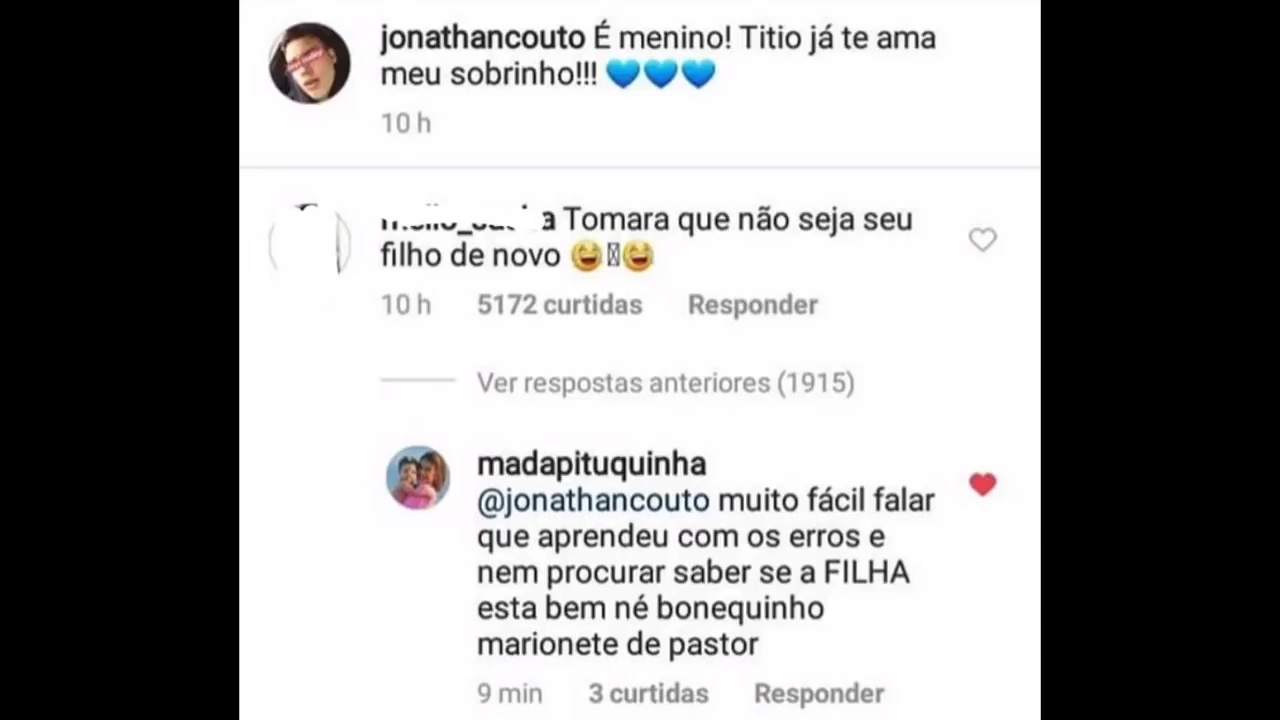 jonathancouto É menino! Titio já te ama
meu sobrinho!!! 💙💙💙
10 h
Tomara que não seja seu
filho de novo 😆😆
10 h 5172 curtidas Responder
Ver respostas anteriores (1915)
madapituquinha
@jonathancouto muito fácil falar
que aprendeu com os erros e
nem procurar saber se a FILHA
esta bem né bonequinho
marionete de pastor
9 min 3 curtidas Responder